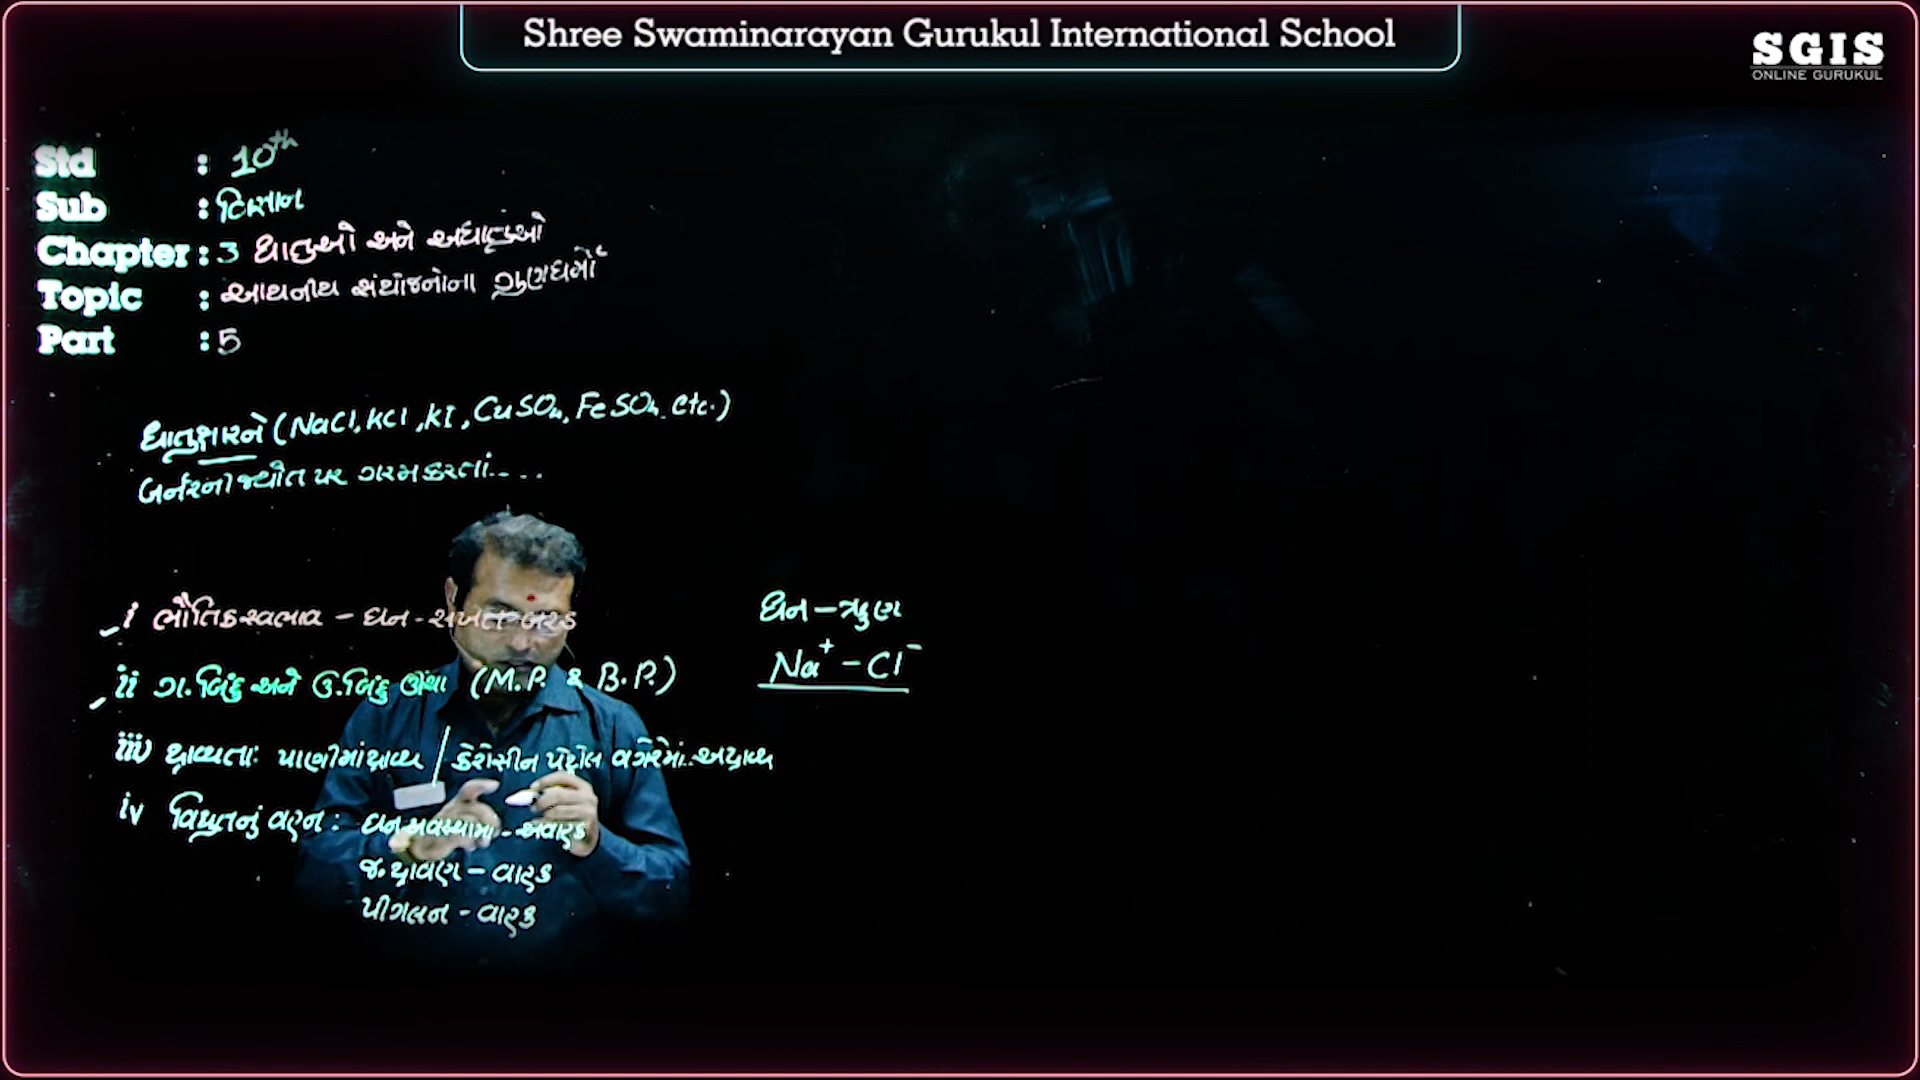 Shree Swaminarayan Gurukul International School
SGIS
ONLINE GURUKUL
Std : 10th
Sub : વિજ્ઞાન
Chapter : 3 ધાતુઓ અને અધાતુઓ
Topic : આયનીય સંયોજનોના ગુણધર્મો
Part : 5
ધાતુક્ષારને (NaCl, KCl, KI, CuSO4, FeSO4 etc.)
બર્નરની જ્યોત પર ગરમ કરતાં....
i ભૌતિક સ્વભાવ - ઘન - સખત - બરડ
ii ગ.બિંદુ અને ઉ.બિંદુ ઊંચા (M.P. & B.P.)
iii દ્રાવ્યતા: પાણીમાં દ્રાવ્ય / કેરોસીન પેટ્રોલ વગેરેમાં..અદ્રાવ્ય
iv વિદ્યુતનું વહન : ઘન અવસ્થામાં - અવાહક
જ. દ્રાવણ - વાહક
પીગલન - વાહક
ધન - ઋણ
Na+ - Cl-